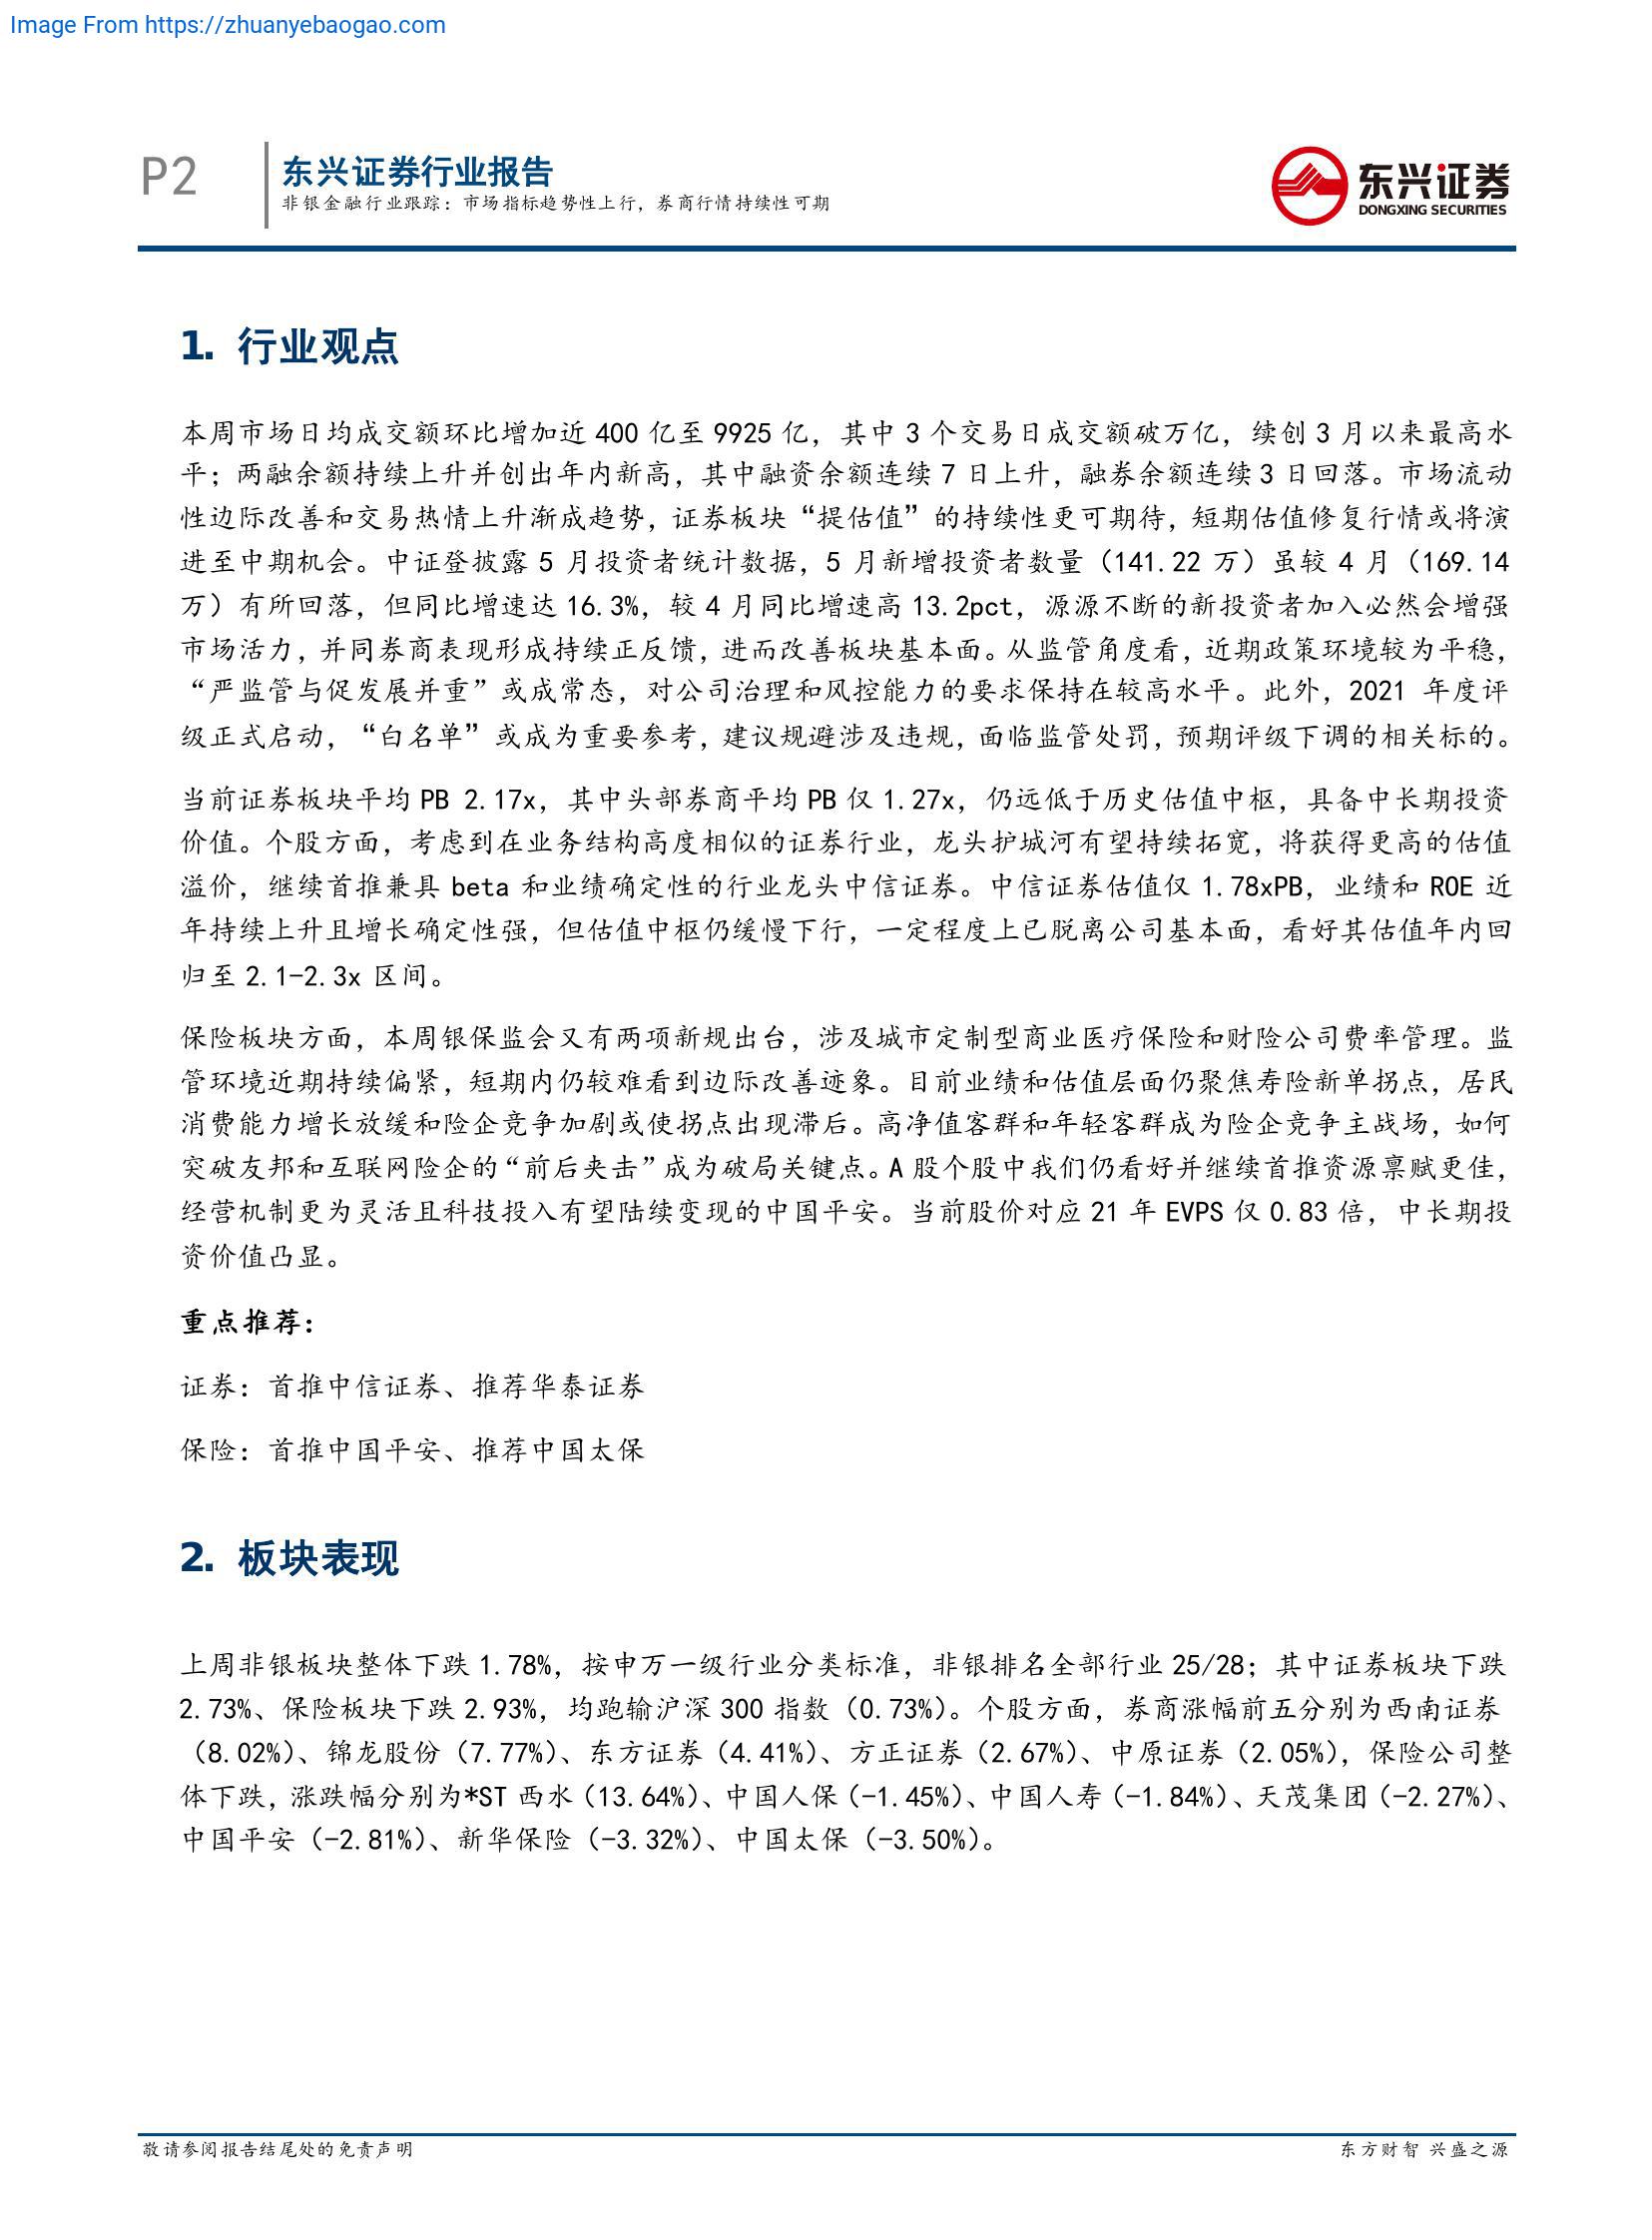 Image From https://zhuanyebaogao.com
P2
东兴证券行业报告
非银金融行业跟踪：市场指标趋势性上行，券商行情持续性可期
东兴证券
DONGXING SECURITIES
1. 行业观点
本周市场日均成交额环比增加近 400 亿至 9925 亿，其中 3 个交易日成交额破万亿，续创 3 月以来最高水
平；两融余额持续上升并创出年内新高，其中融资余额连续 7 日上升，融券余额连续 3 日回落。市场流动
性边际改善和交易热情上升渐成趋势，证券板块“提估值”的持续性更可期待，短期估值修复行情或将演
进至中期机会。中证登披露 5 月投资者统计数据，5 月新增投资者数量（141.22 万）虽较 4 月（169.14
万）有所回落，但同比增速达 16.3%，较 4 月同比增速高 13.2pct，源源不断的新投资者加入必然会增强
市场活力，并同券商表现形成持续正反馈，进而改善板块基本面。从监管角度看，近期政策环境较为平稳，
“严监管与促发展并重”或成常态，对公司治理和风控能力的要求保持在较高水平。此外，2021 年度评
级正式启动，“白名单”或成为重要参考，建议规避涉及违规，面临监管处罚，预期评级下调的相关标的。
当前证券板块平均 PB 2.17x，其中头部券商平均 PB 仅 1.27x，仍远低于历史估值中枢，具备中长期投资
价值。个股方面，考虑到在业务结构高度相似的证券行业，龙头护城河有望持续拓宽，将获得更高的估值
溢价，继续首推兼具 beta 和业绩确定性的行业龙头中信证券。中信证券估值仅 1.78xPB，业绩和 ROE 近
年持续上升且增长确定性强，但估值中枢仍缓慢下行，一定程度上已脱离公司基本面，看好其估值年内回
归至 2.1-2.3x 区间。
保险板块方面，本周银保监会又有两项新规出台，涉及城市定制型商业医疗保险和财险公司费率管理。监
管环境近期持续偏紧，短期内仍较难看到边际改善迹象。目前业绩和估值层面仍聚焦寿险新单拐点，居民
消费能力增长放缓和险企竞争加剧或使拐点出现滞后。高净值客群和年轻客群成为险企竞争主战场，如何
突破友邦和互联网险企的“前后夹击”成为破局关键点。A 股个股中我们仍看好并继续首推资源禀赋更佳，
经营机制更为灵活且科技投入有望陆续变现的中国平安。当前股价对应 21 年 EVPS 仅 0.83 倍，中长期投
资价值凸显。
重点推荐：
证券：首推中信证券、推荐华泰证券
保险：首推中国平安、推荐中国太保
2. 板块表现
上周非银板块整体下跌 1.78%，按申万一级行业分类标准，非银排名全部行业 25/28；其中证券板块下跌
2.73%、保险板块下跌 2.93%，均跑输沪深 300 指数（0.73%）。个股方面，券商涨幅前五分别为西南证券
（8.02%）、锦龙股份（7.77%）、东方证券（4.41%）、方正证券（2.67%）、中原证券（2.05%），保险公司整
体下跌，涨跌幅分别为*ST 西水（13.64%）、中国人保（-1.45%）、中国人寿（-1.84%）、天茂集团（-2.27%）、
中国平安（-2.81%）、新华保险（-3.32%）、中国太保（-3.50%）。
敬请参阅报告结尾处的免责声明
东方财智 兴盛之源